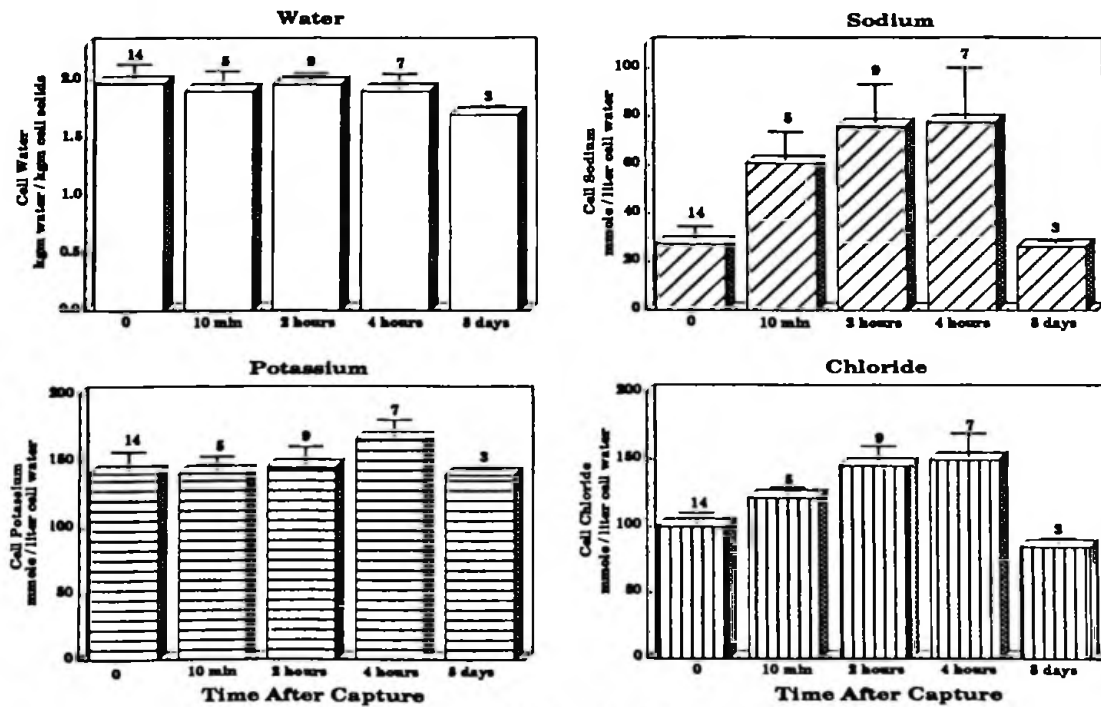 Water
14
5
9
7
3
2.0
1.5
1.0
0.5
0.0
Cell Water
kgm water / kgm cell solids
0
10 min
2 hours
4 hours
8 days
Sodium
14
5
9
7
3
100
80
60
40
20
0
Cell Sodium
mmole / liter cell water
0
10 min
2 hours
4 hours
8 days
Potassium
14
5
9
7
3
200
150
100
50
0
Cell Potassium
mmole / liter cell water
0
10 min
2 hours
4 hours
8 days
Time After Capture
Chloride
14
5
9
7
3
200
150
100
50
0
Cell Chloride
mmole / liter cell water
0
10 min
2 hours
4 hours
8 days
Time After Capture